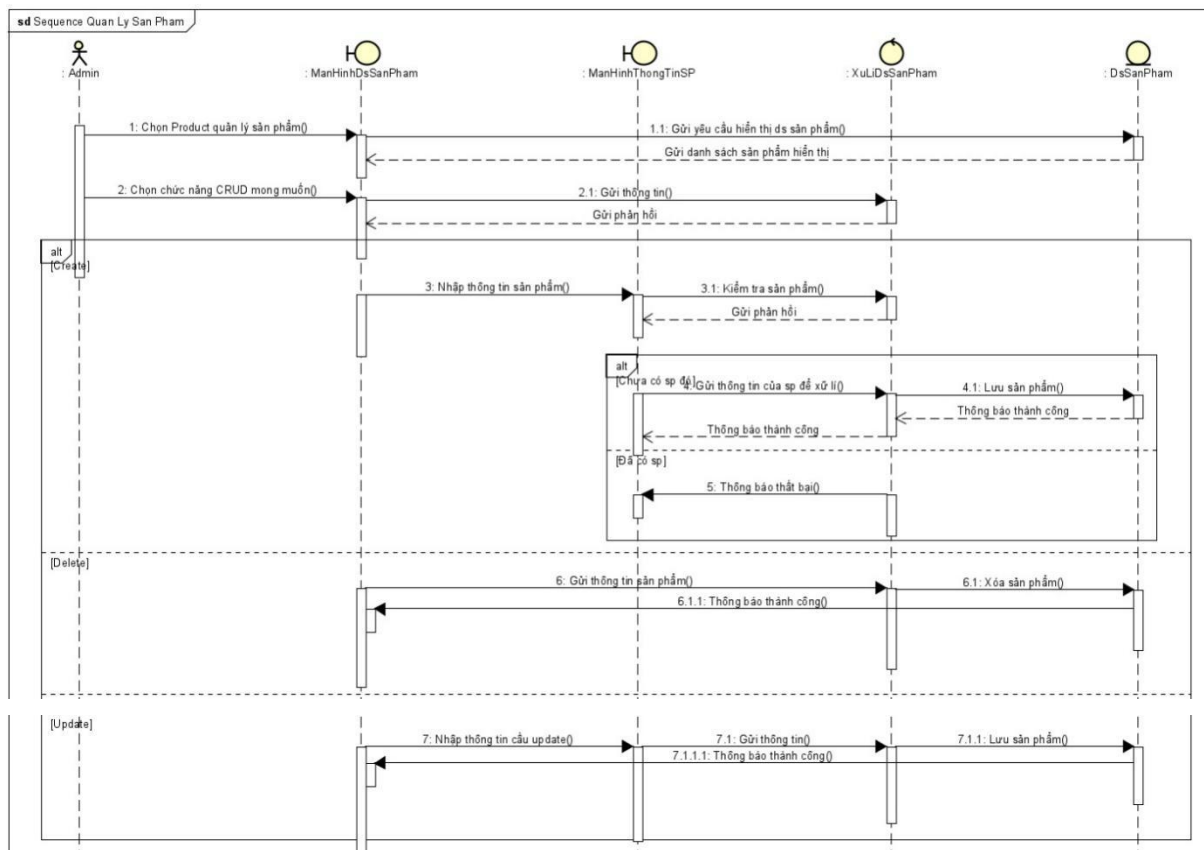 sd Sequence Quan Ly San Pham
: Admin
: ManHinhDsSanPham
: ManHinhThongTinSP
: XuLiDsSanPham
: DsSanPham
1: Chọn Product quản lý sản phẩm()
1.1: Gửi yêu cầu hiển thị ds sản phẩm()
Gửi danh sách sản phẩm hiển thị
2: Chọn chức năng CRUD mong muốn()
2.1: Gửi thông tin()
Gửi phản hồi
alt
[Create]
3: Nhập thông tin sản phẩm()
3.1: Kiểm tra sản phẩm()
Gửi phản hồi
alt
[Chưa có sp đó]
4: Gửi thông tin của sp để xử lí()
4.1: Lưu sản phẩm()
Thông báo thành công
Thông báo thành công
[Đã có sp]
5: Thông báo thất bại()
[Delete]
6: Gửi thông tin sản phẩm()
6.1: Xóa sản phẩm()
6.1.1: Thông báo thành công()
[Update]
7: Nhập thông tin cầu update()
7.1: Gửi thông tin()
7.1.1: Lưu sản phẩm()
7.1.1.1: Thông báo thành công()